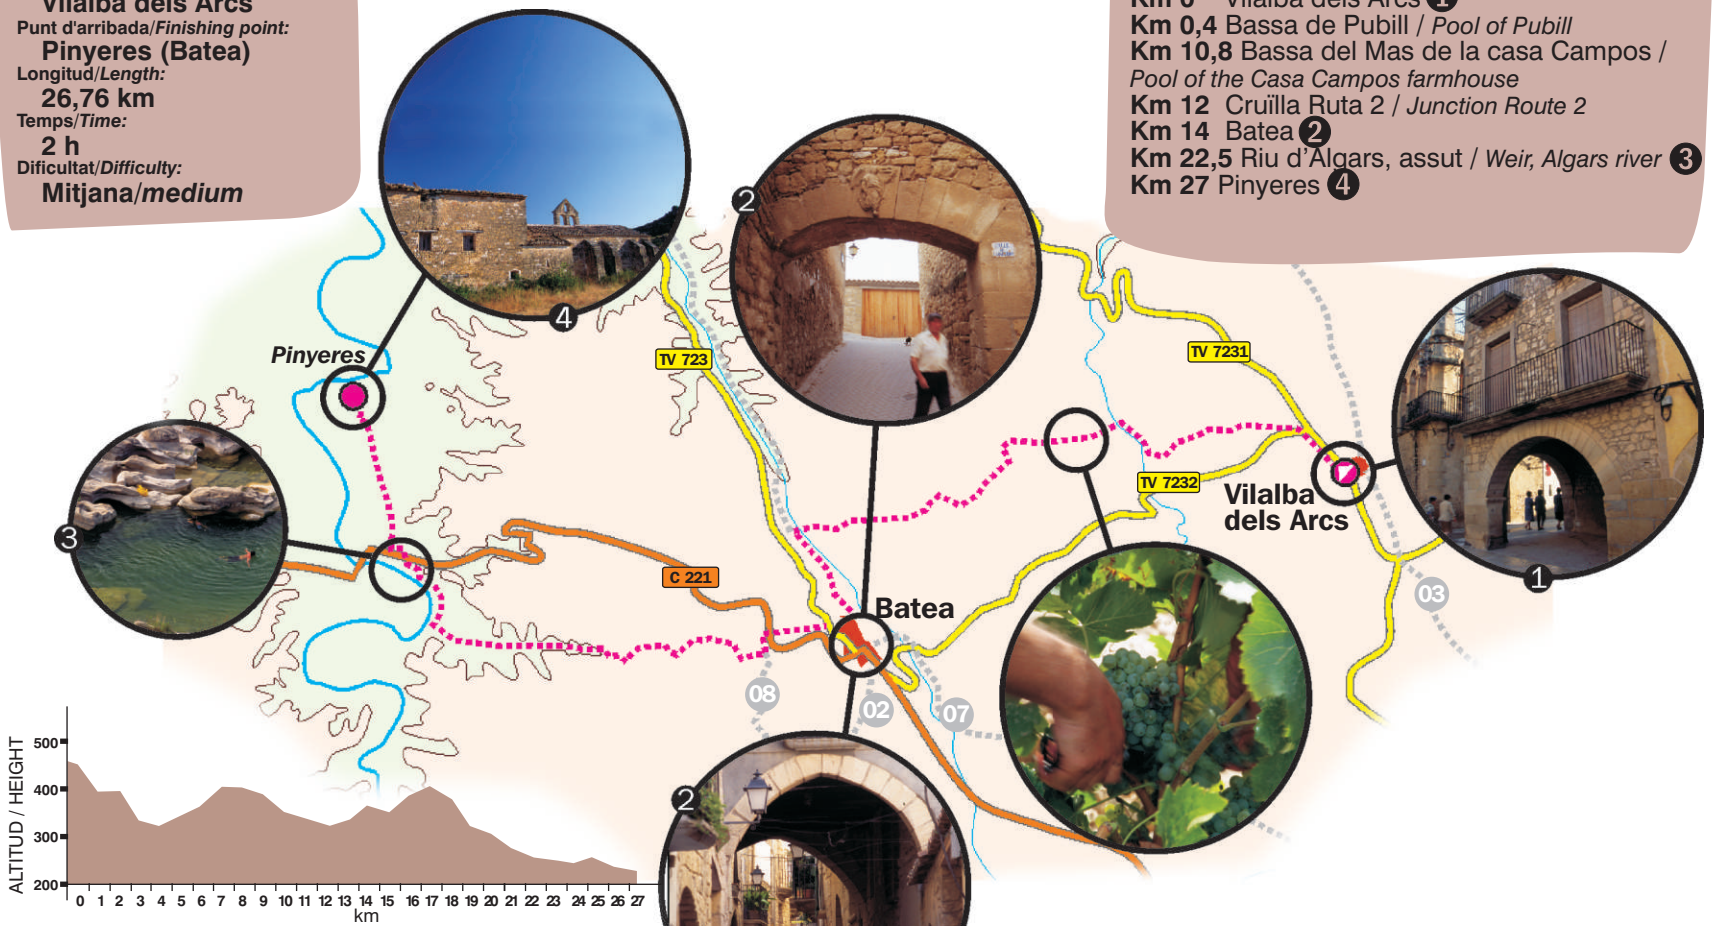 Vilalba dels Arcs
Punt d'arribada/Finishing point:
Pinyeres (Batea)
Longitud/Length:
26,76 km
Temps/Time:
2 h
Dificultat/Difficulty:
Mitjana/medium
Km 0 Vilalba dels Arcs 1
Km 0,4 Bassa de Pubill / Pool of Pubill
Km 10,8 Bassa del Mas de la casa Campos /
Pool of the Casa Campos farmhouse
Km 12 Cruïlla Ruta 2 / Junction Route 2
Km 14 Batea 2
Km 22,5 Riu d'Algars, assut / Weir, Algars river 3
Km 27 Pinyeres 4
4
2
Pinyeres
TV 723
TV 7231
3
TV 7232
Vilalba
dels Arcs
C 221
1
03
Batea
08
02
07
2
ALTITUD / HEIGHT
500
400
300
200
0 1 2 3 4 5 6 7 8 9 10 11 12 13 14 15 16 17 18 19 20 21 22 23 24 25 26 27
km